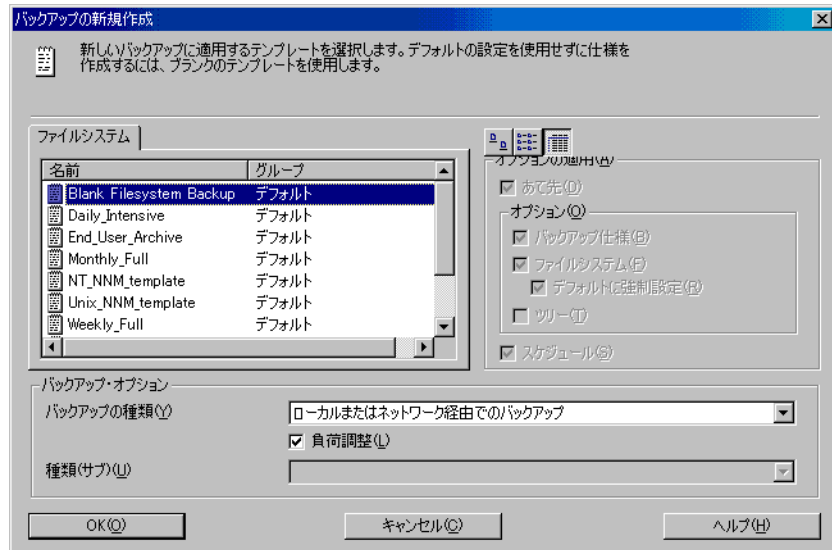 バックアップの新規作成
新しいバックアップに適用するテンプレートを選択します。デフォルトの設定を使用せずに仕様を
作成するには、ブランクのテンプレートを使用します。
ファイルシステム
名前 グループ
Blank Filesystem Backup デフォルト
Daily_Intensive デフォルト
End_User_Archive デフォルト
Monthly_Full デフォルト
NT_NNM_template デフォルト
Unix_NNM_template デフォルト
Weekly_Full デフォルト
オプションの適用(A)
あて先(D)
オプション(O)
バックアップ仕様(B)
ファイルシステム(F)
デフォルトに強制設定(R)
ツリー(T)
スケジュール(S)
バックアップ・オプション
バックアップの種類(Y) ローカルまたはネットワーク経由でのバックアップ
負荷調整(L)
種類(サブ)(U)
OK(O) キャンセル(C) ヘルプ(H)